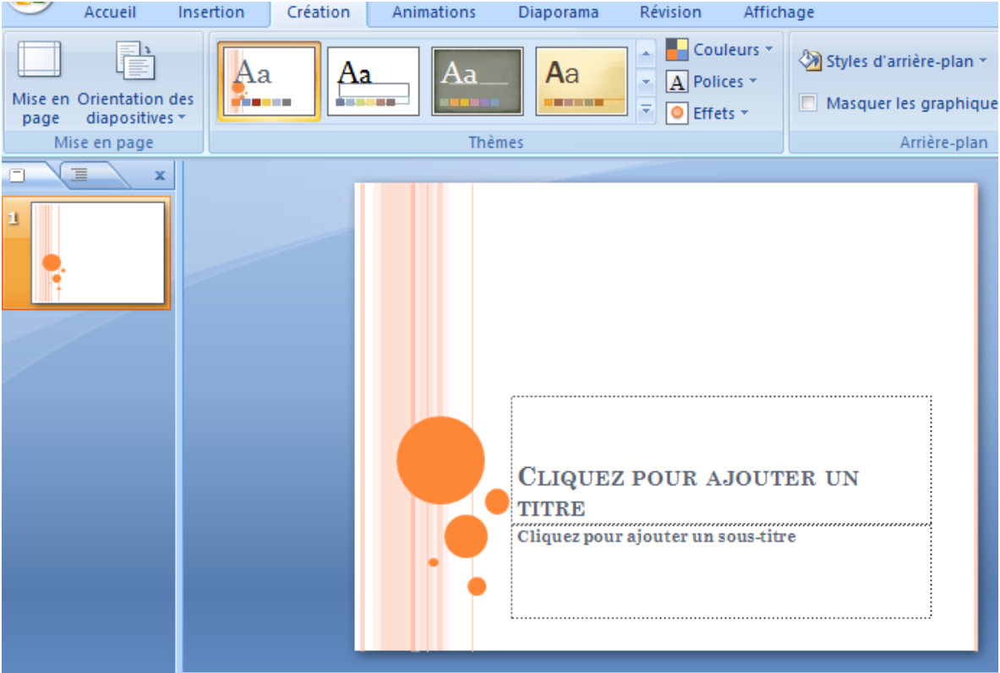 Accueil Insertion Création Animations Diaporama Révision Affichage
Mise en page
Orientation des diapositives
Aa Aa Aa Aa
Couleurs
A Polices
Effets
Styles d'arrière-plan
Masquer les graphique
Mise en page Thèmes Arrière-plan
x
1
CLIQUEZ POUR AJOUTER UN
TITRE
Cliquez pour ajouter un sous-titre